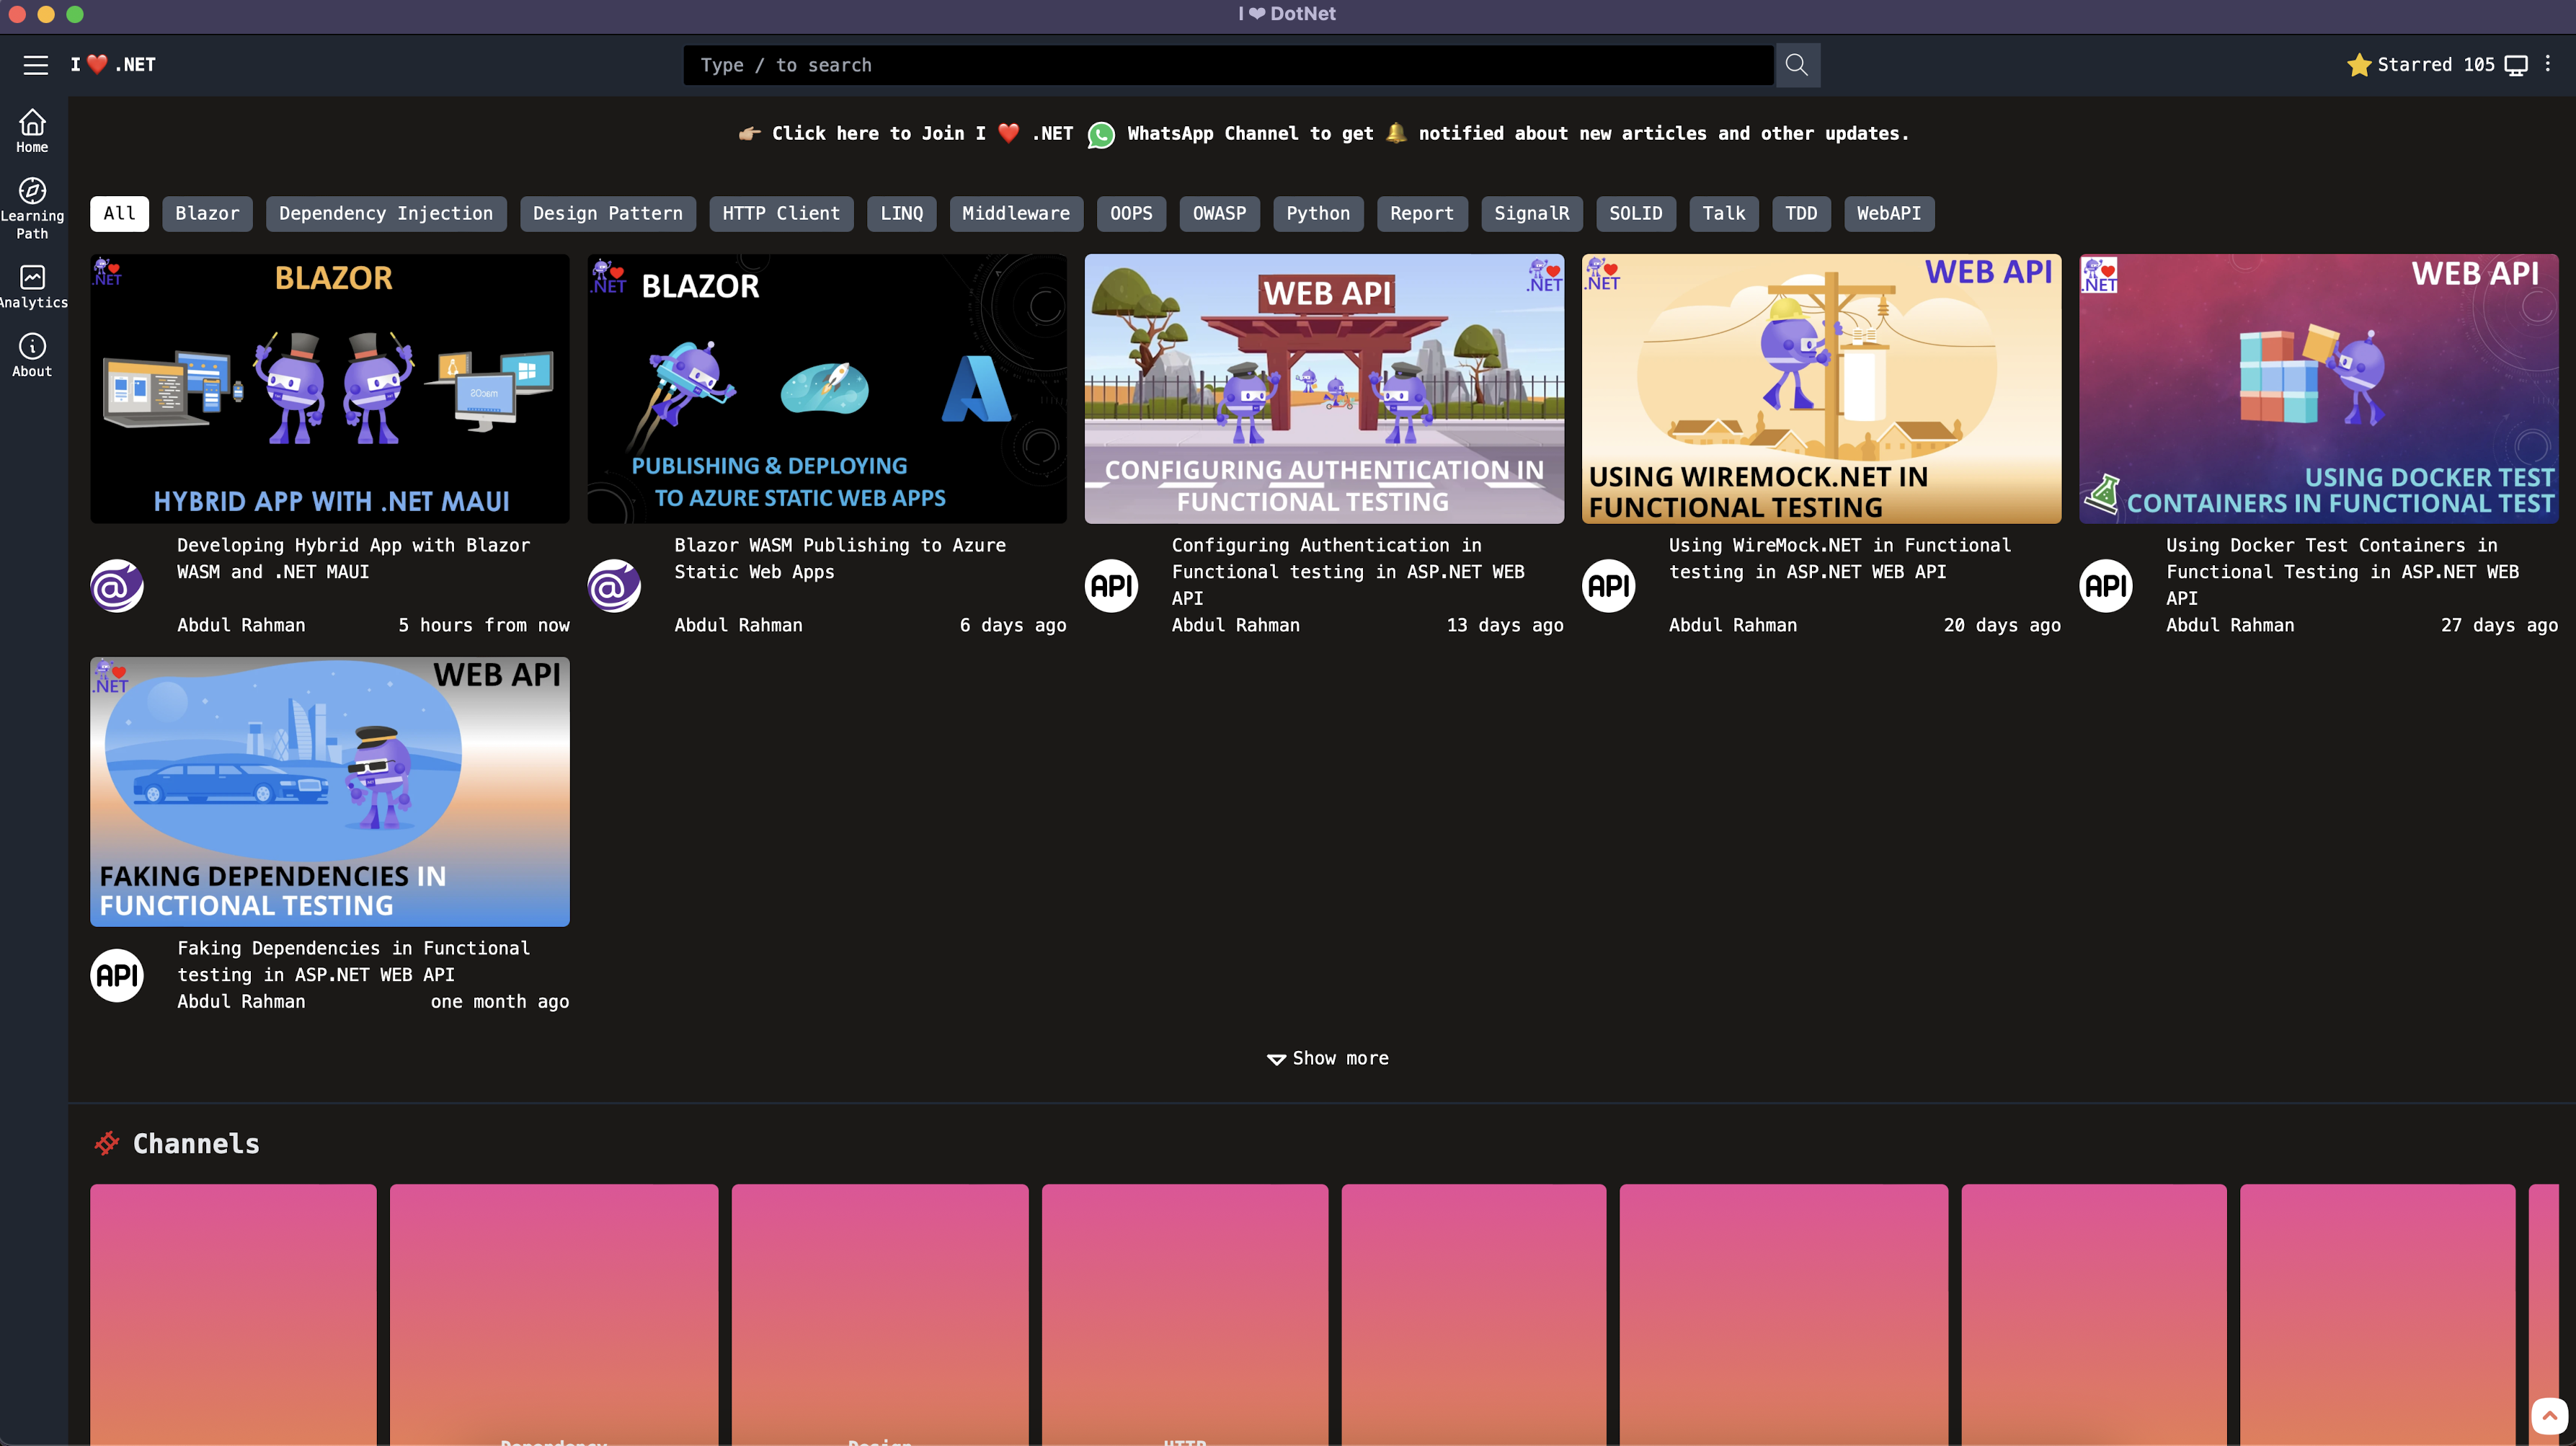 I ❤ DotNet
I ❤️ .NET
Type / to search
⭐ Starred 105
Home
Learning
Path
Analytics
About
👉🏽 Click here to Join I ❤️ .NET WhatsApp Channel to get 🔔 notified about new articles and other updates.
All Blazor Dependency Injection Design Pattern HTTP Client LINQ Middleware OOPS OWASP Python Report SignalR SOLID Talk TDD WebAPI
.NET
BLAZOR
macOS
HYBRID APP WITH .NET MAUI
Developing Hybrid App with Blazor
WASM and .NET MAUI
Abdul Rahman 5 hours from now
.NET
BLAZOR
PUBLISHING & DEPLOYING
TO AZURE STATIC WEB APPS
Blazor WASM Publishing to Azure
Static Web Apps
Abdul Rahman 6 days ago
.NET
WEB API
CONFIGURING AUTHENTICATION IN
FUNCTIONAL TESTING
API
Configuring Authentication in
Functional testing in ASP.NET WEB
API
Abdul Rahman 13 days ago
.NET
WEB API
USING WIREMOCK.NET IN
FUNCTIONAL TESTING
API
Using WireMock.NET in Functional
testing in ASP.NET WEB API
Abdul Rahman 20 days ago
.NET
WEB API
USING DOCKER TEST
CONTAINERS IN FUNCTIONAL TEST
API
Using Docker Test Containers in
Functional Testing in ASP.NET WEB
API
Abdul Rahman 27 days ago
.NET
WEB API
FAKING DEPENDENCIES IN
FUNCTIONAL TESTING
API
Faking Dependencies in Functional
testing in ASP.NET WEB API
Abdul Rahman one month ago
Show more
Channels
Dependency Design HTTP